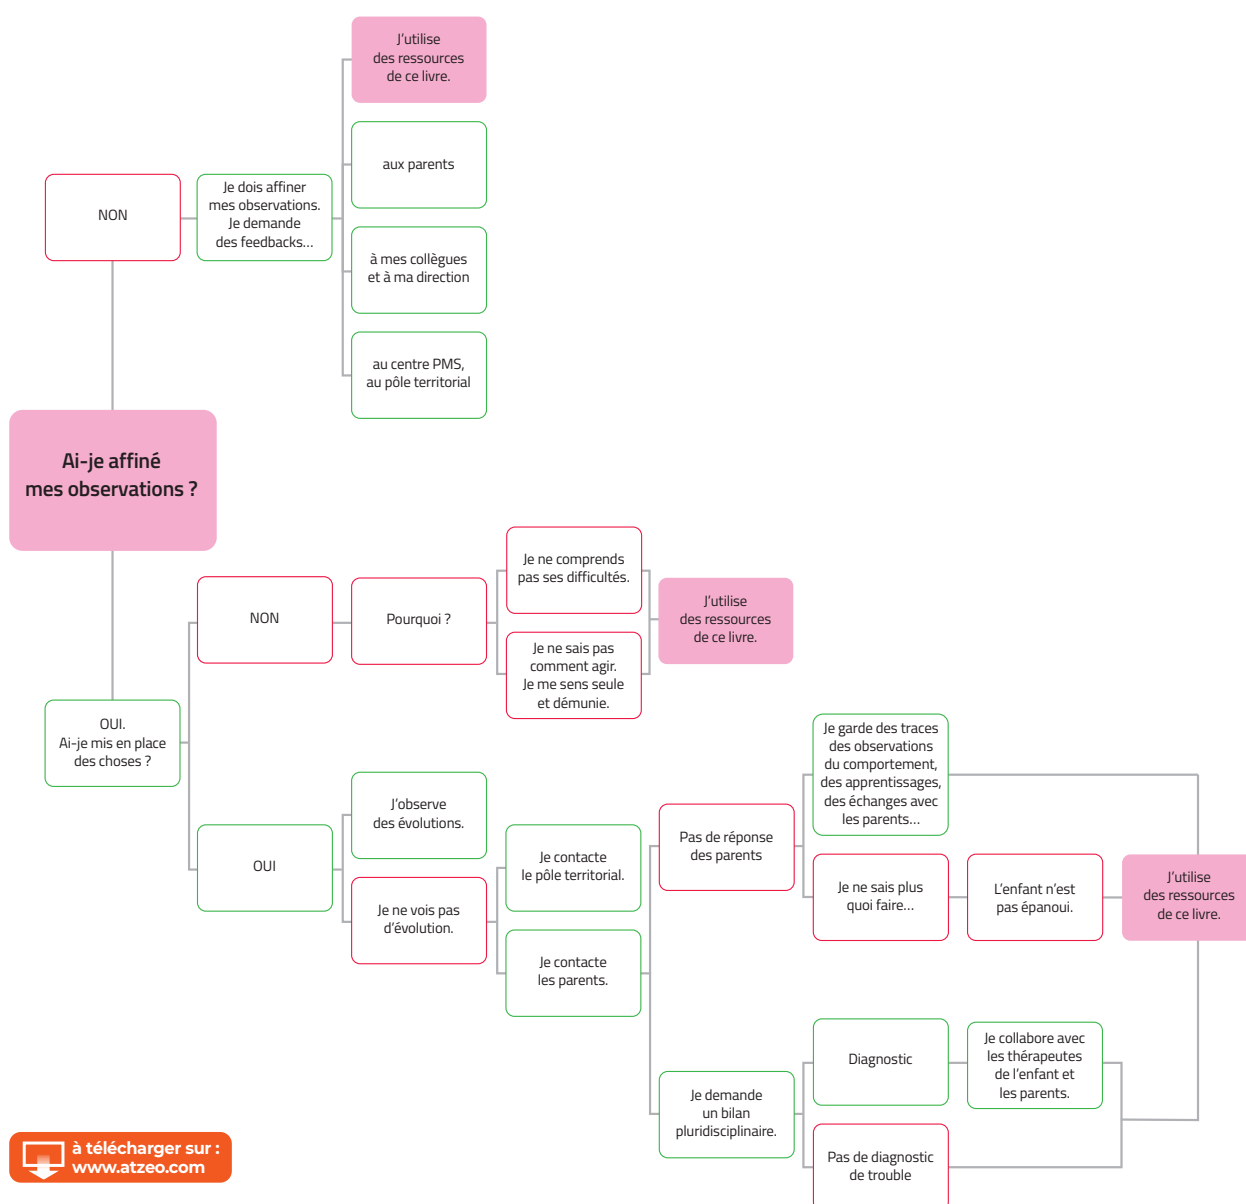 J'utilise
des ressources
de ce livre.
aux parents
NON
Je dois affiner
mes observations.
Je demande
des feedbacks...
à mes collègues
et à ma direction
au centre PMS,
au pôle territorial
Ai-je affiné
mes observations ?
Je ne comprends
pas ses difficultés.
NON
Pourquoi ?
J'utilise
des ressources
de ce livre.
Je ne sais pas
comment agir.
Je me sens seule
et démunie.
OUI.
Ai-je mis en place
des choses ?
Je garde des traces
des observations
du comportement,
des apprentissages,
des échanges avec
les parents...
J'observe
des évolutions.
OUI
Je contacte
le pôle territorial.
Pas de réponse
des parents
Je ne vois pas
d'évolution.
Je ne sais plus
quoi faire...
L'enfant n'est
pas épanoui.
J'utilise
des ressources
de ce livre.
Je contacte
les parents.
Diagnostic
Je collabore avec
les thérapeutes
de l'enfant et
les parents.
Je demande
un bilan
pluridisciplinaire.
Pas de diagnostic
de trouble
à télécharger sur :
www.atzeo.com